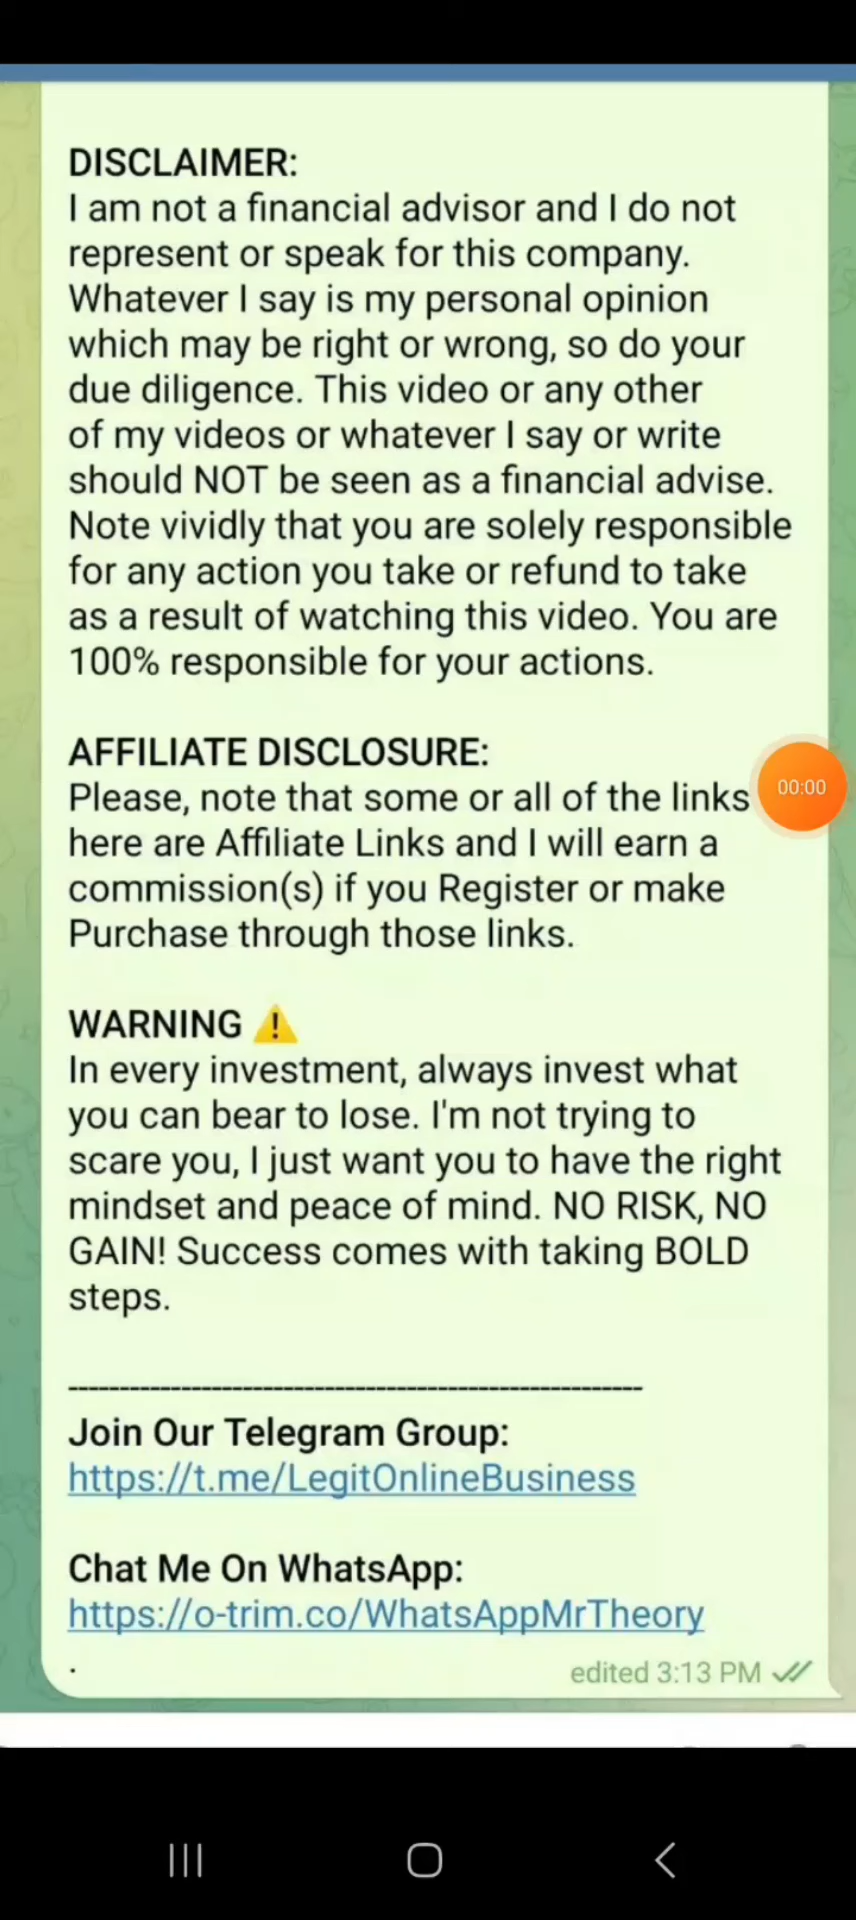 DISCLAIMER:
I am not a financial advisor and I do not
represent or speak for this company.
Whatever I say is my personal opinion
which may be right or wrong, so do your
due diligence. This video or any other
of my videos or whatever I say or write
should NOT be seen as a financial advise.
Note vividly that you are solely responsible
for any action you take or refund to take
as a result of watching this video. You are
100% responsible for your actions.
AFFILIATE DISCLOSURE:
Please, note that some or all of the links
00:00
here are Affiliate Links and I will earn a
commission(s) if you Register or make
Purchase through those links.
WARNING ⚠️
In every investment, always invest what
you can bear to lose. I'm not trying to
scare you, I just want you to have the right
mindset and peace of mind. NO RISK, NO
GAIN! Success comes with taking BOLD
steps.
-------------------------------------------------------
Join Our Telegram Group:
https://t.me/LegitOnlineBusiness
Chat Me On WhatsApp:
https://o-trim.co/WhatsAppMrTheory
.
edited 3:13 PM